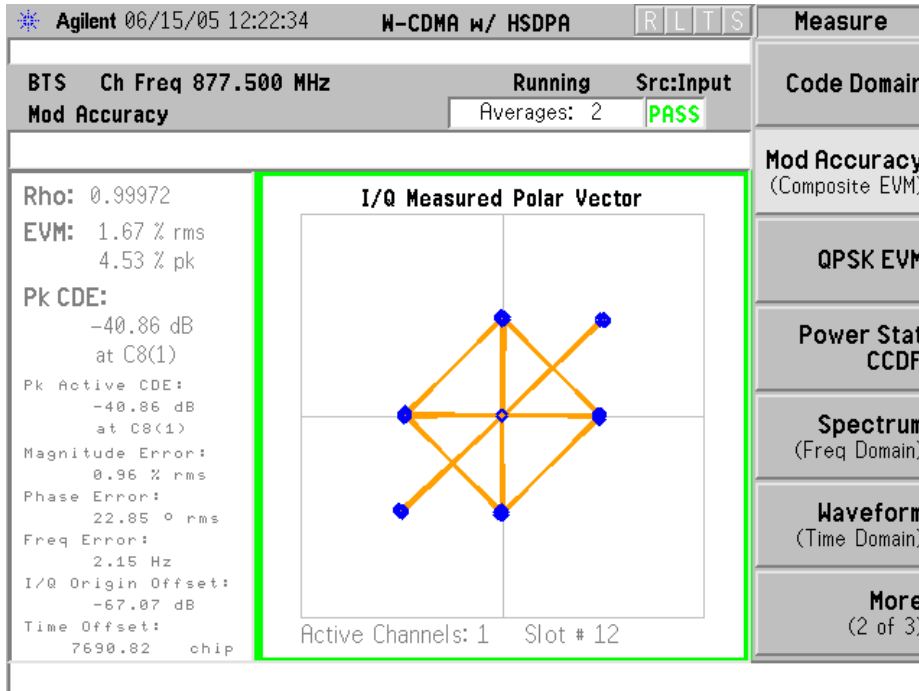 Agilent 06/15/05 12:22:34 W-CDMA w/ HSDPA R L T S Measure
BTS Ch Freq 877.500 MHz Running Src:Input
Mod Accuracy Averages: 2 PASS
Code Domain
Mod Accuracy
(Composite EVM)
QPSK EVM
Power Stat
CCDF
Spectrum
(Freq Domain)
Waveform
(Time Domain)
More
(2 of 3)
Rho: 0.99972
EVM: 1.67 % rms
4.53 % pk
Pk CDE:
-40.86 dB
at C8(1)
Pk Active CDE:
-40.86 dB
at C8(1)
Magnitude Error:
0.96 % rms
Phase Error:
22.85 º rms
Freq Error:
2.15 Hz
I/Q Origin Offset:
-67.07 dB
Time Offset:
7690.82 chip
I/Q Measured Polar Vector
Active Channels: 1 Slot # 12